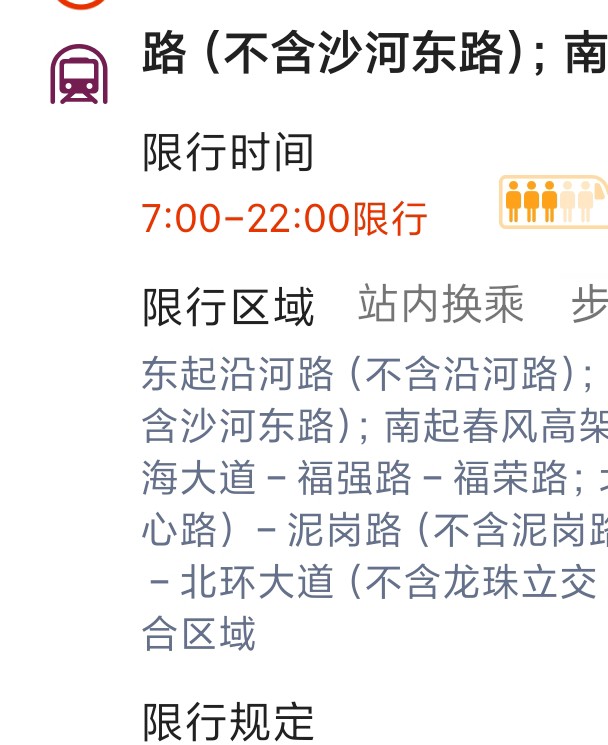 路（不含沙河东路）；南
限行时间
7:00-22:00限行
限行区域 站内换乘
东起沿河路（不含沿河路）；
含沙河东路）；南起春风高架
海大道 – 福强路 – 福荣路；
心路）– 泥岗路（不含泥岗路
– 北环大道（不含龙珠立交
合区域
限行规定